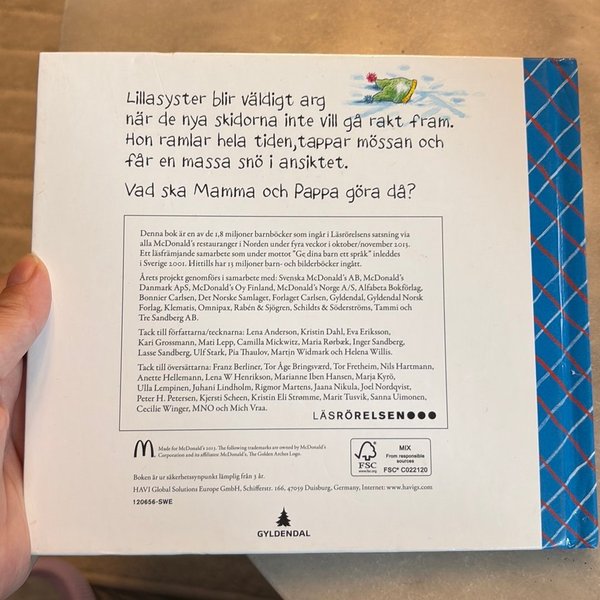 Lillasyster blir väldigt arg
när de nya skidorna inte vill gå rakt fram.
Hon ramlar hela tiden, tappar mössan och
får en massa snö i ansiktet.
Vad ska Mamma och Pappa göra då?
Denna bok är en av de 1,8 miljoner barnböcker som ingår i Läsrörelsens satsning via
alla McDonald's restauranger i Norden under fyra veckor i oktober/november 2013.
Ett läsfrämjande samarbete som under mottot "Ge dina barn ett språk" inleddes
i Sverige 2001. Hittills har 15 miljoner barn- och bilderböcker ingått.
Årets projekt genomförs i samarbete med: Svenska McDonald's AB, McDonald's
Danmark ApS, McDonald's Oy Finland, McDonald's Norge A/S, Alfabeta Bokförlag,
Bonnier Carlsen, Det Norske Samlaget, Forlaget Carlsen, Gyldendal, Gyldendal Norsk
Forlag, Klematis, Omnipax, Rabén & Sjögren, Schildts & Söderströms, Tammi och
Tre Sandberg AB.
Tack till författarna/tecknarna: Lena Anderson, Kristin Dahl, Eva Eriksson,
Kari Grossmann, Mati Lepp, Camilla Mickwitz, Maria Rørbæk, Inger Sandberg,
Lasse Sandberg, Ulf Stark, Pia Thaulov, Martin Widmark och Helena Willis.
Tack till översättarna: Franz Berliner, Tor Åge Bringsværd, Tor Fretheim, Nils Hartmann,
Anette Hellemann, Lena W Henrikson, Marianne Iben Hansen, Marja Kyrö,
Ulla Lempinen, Juhani Lindholm, Rigmor Martens, Jaana Nikula, Joel Nordqvist,
Peter H. Petersen, Kjersti Scheen, Kristin Eli Strømme, Marit Tusvik, Sanna Uimonen,
Cecilie Winger, MNO och Mich Vraa.
LÄSRÖRELSEN
Made for McDonald's 2013. The following trademarks are owned by McDonald's
Corporation and its affiliates: McDonald's, The Golden Arches Logo.
FSC
www.fsc.org
MIX
From responsible
sources
FSC® C022120
Boken är ur säkerhetssynpunkt lämplig från 3 år.
HAVI Global Solutions Europe GmbH, Schifferstr. 166, 47059 Duisburg, Germany, Internet: www.havigs.com
120656-SWE
GYLDENDAL